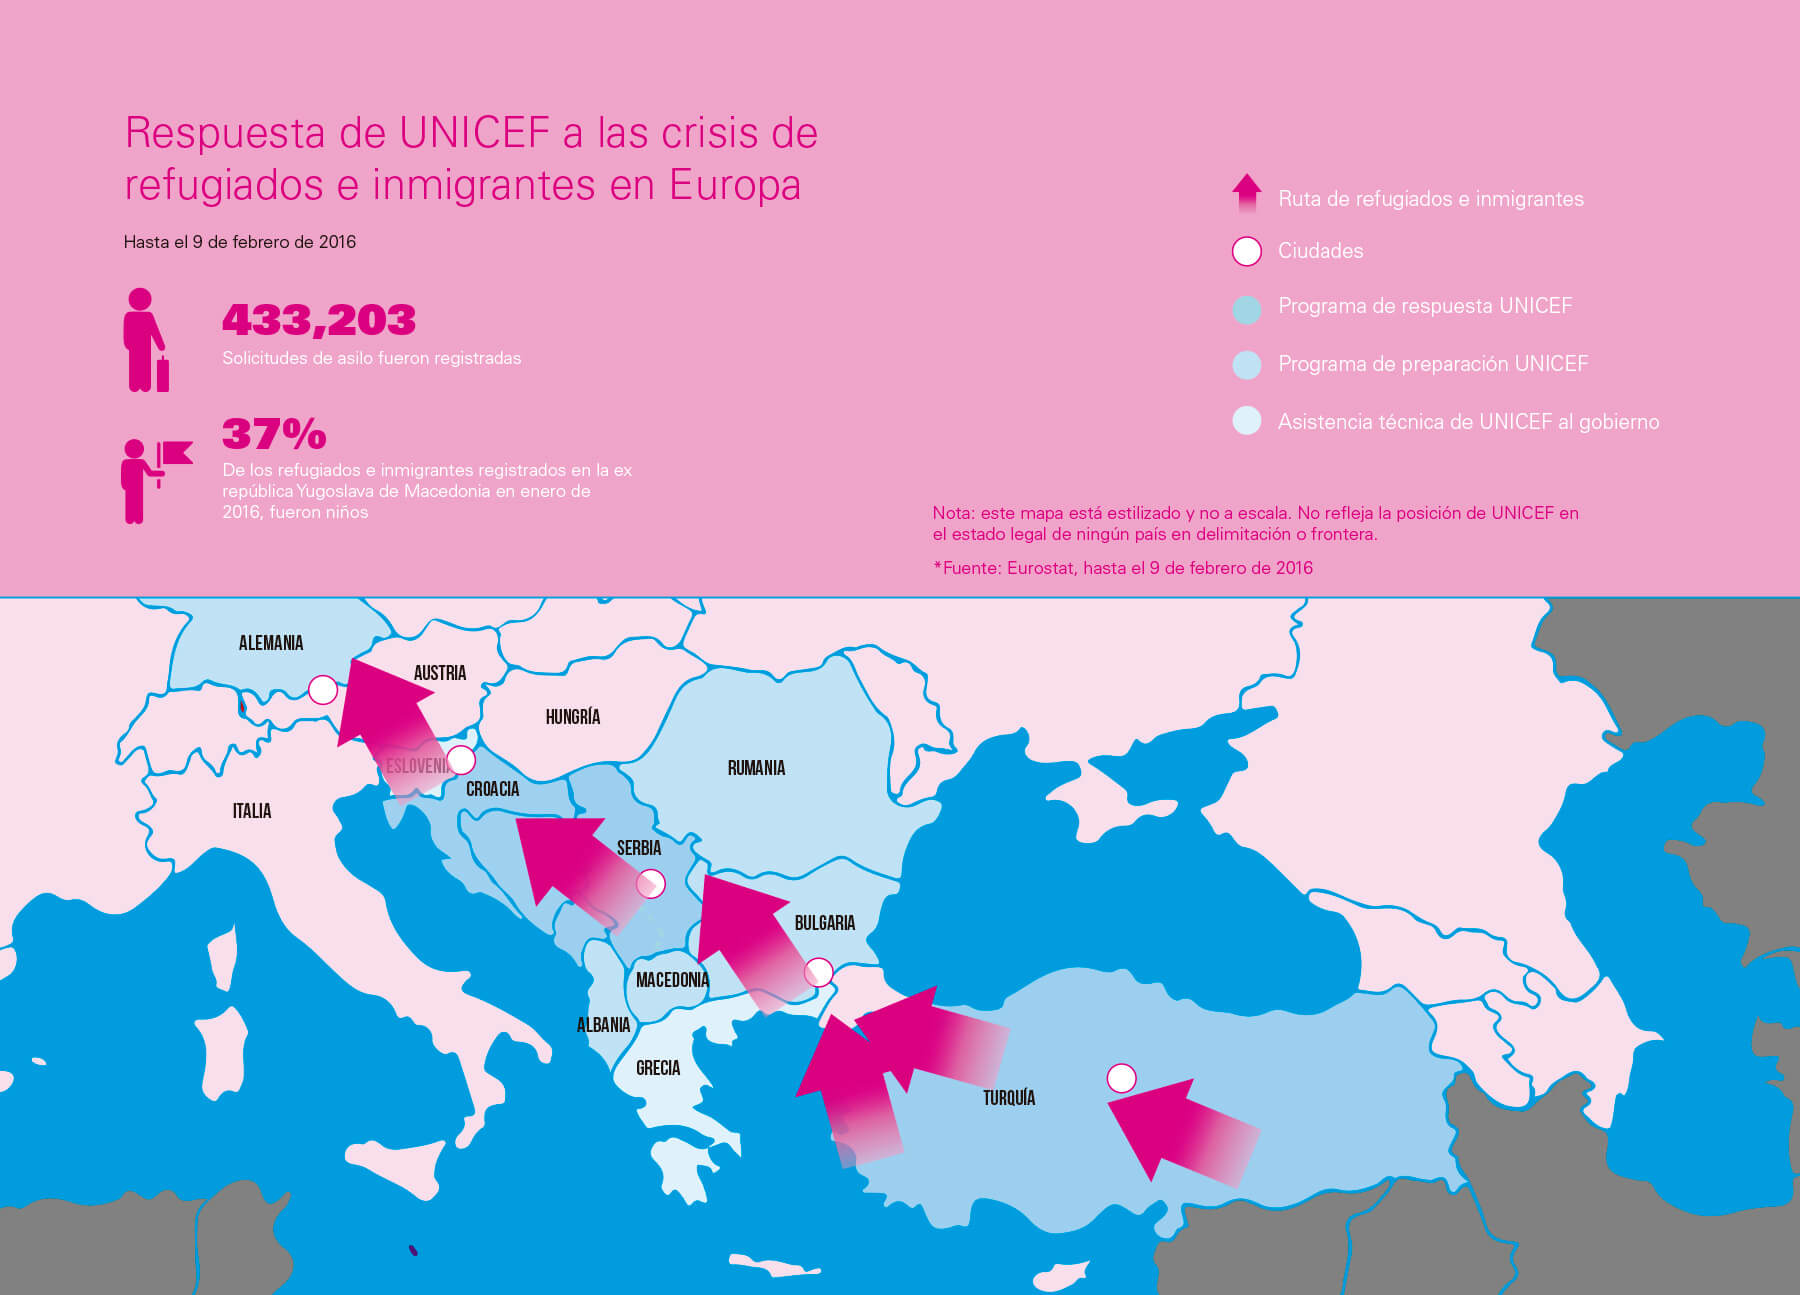 Respuesta de UNICEF a las crisis de
refugiados e inmigrantes en Europa
Hasta el 9 de febrero de 2016
433,203
Solicitudes de asilo fueron registradas
37%
De los refugiados e inmigrantes registrados en la ex
república Yugoslava de Macedonia en enero de
2016, fueron niños
Ruta de refugiados e inmigrantes
Ciudades
Programa de respuesta UNICEF
Programa de preparación UNICEF
Asistencia técnica de UNICEF al gobierno
Nota: este mapa está estilizado y no a escala. No refleja la posición de UNICEF en
el estado legal de ningún país en delimitación o frontera.
*Fuente: Eurostat, hasta el 9 de febrero de 2016
ALEMANIA
AUSTRIA
HUNGRÍA
ESLOVENIA
RUMANIA
CROACIA
ITALIA
SERBIA
BULGARIA
MACEDONIA
ALBANIA
GRECIA
TURQUÍA